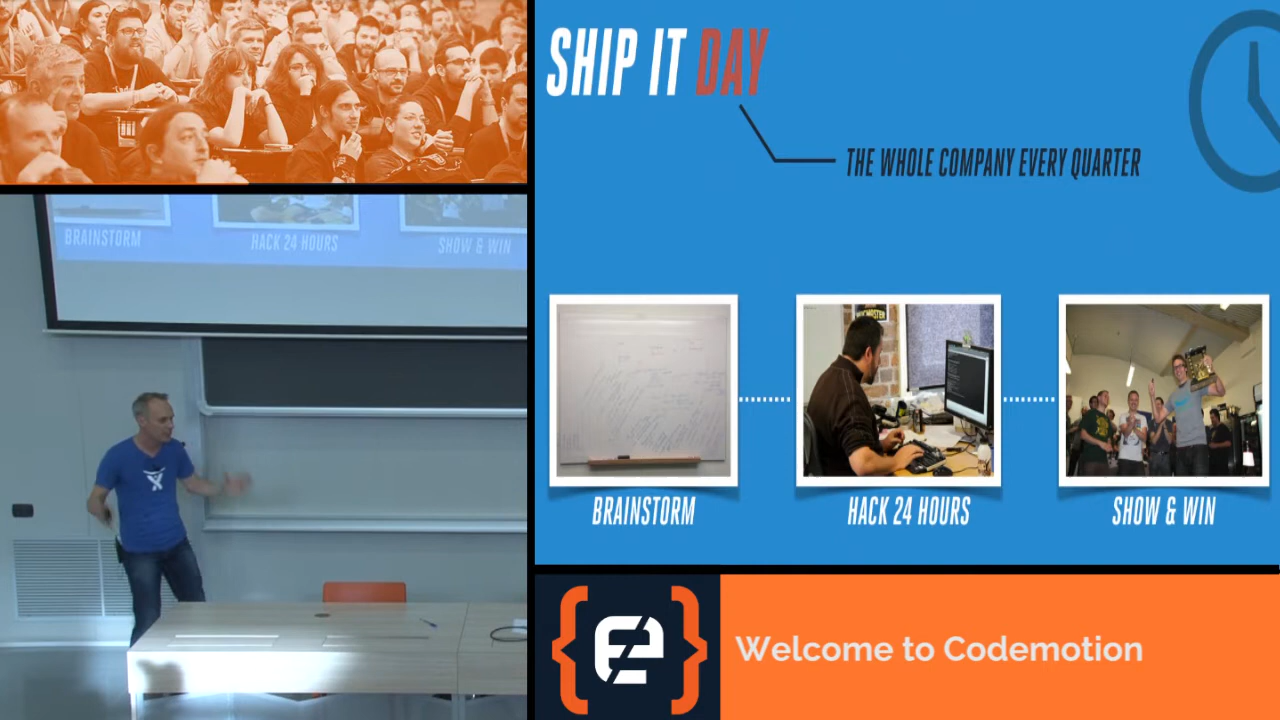 SHIP IT DAY
THE WHOLE COMPANY EVERY QUARTER
BRAINSTORM
HACK 24 HOURS
SHOW & WIN
BRAINSTORM
HACK 24 HOURS
SHOW & WIN
Welcome to Codemotion